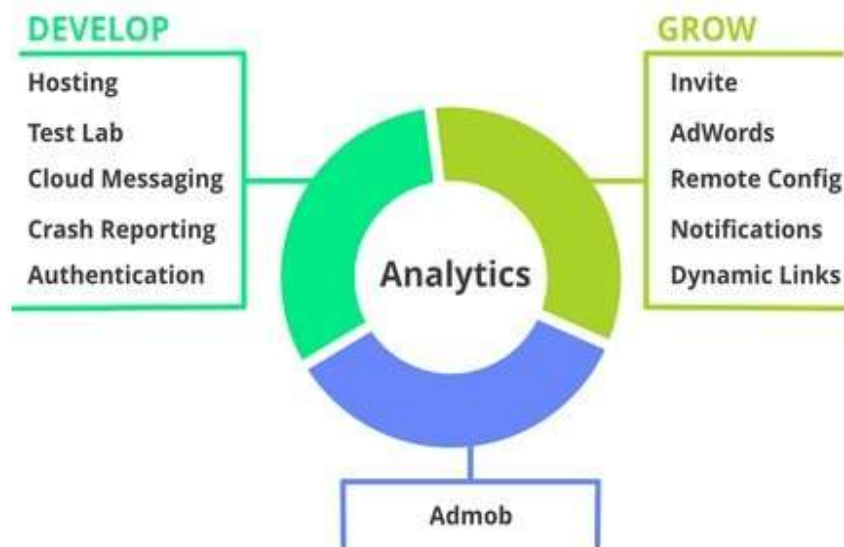 DEVELOP
Hosting
Test Lab
Cloud Messaging
Crash Reporting
Authentication
GROW
Invite
AdWords
Remote Config
Notifications
Dynamic Links
Analytics
Admob